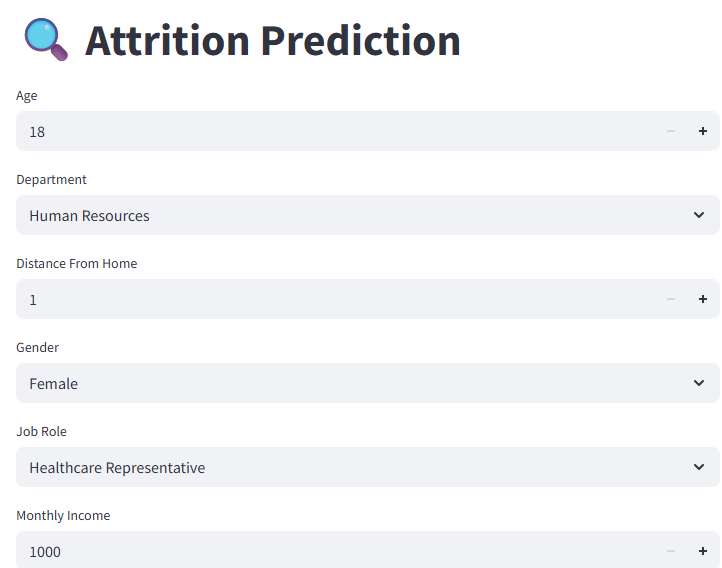 Attrition Prediction
Age
18
Department
Human Resources
Distance From Home
1
Gender
Female
Job Role
Healthcare Representative
Monthly Income
1000